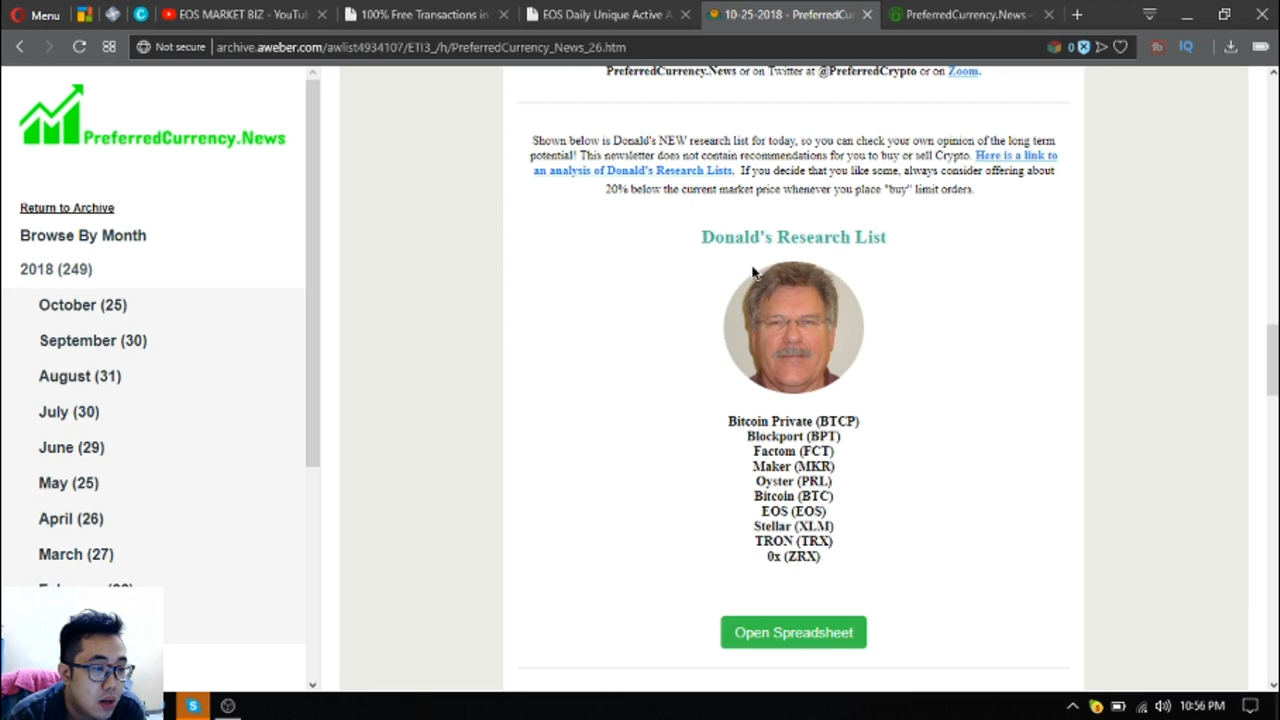 Menu
EOS MARKET BIZ - YouTu
100% Free Transactions in
EOS Daily Unique Active A
10-25-2018 - PreferredCur
PreferredCurrency.News –
Not secure
archive.aweber.com/awlist4934107/ETI3_/h/PreferredCurrency_News_26.htm
0
IQ
PreferredCurrency.News
Return to Archive
Browse By Month
2018 (249)
October (25)
September (30)
August (31)
July (30)
June (29)
May (25)
April (26)
March (27)
PreferredCurrency.News or on Twitter at @PreferredCrypto or on Zoom.
Shown below is Donald's NEW research list for today, so you can check your own opinion of the long term
potential! This newsletter does not contain recommendations for you to buy or sell Crypto. Here is a link to
an analysis of Donald's Research Lists. If you decide that you like some, always consider offering about
20% below the current market price whenever you place "buy" limit orders.
Donald's Research List
Bitcoin Private (BTCP)
Blockport (BPT)
Factom (FCT)
Maker (MKR)
Oyster (PRL)
Bitcoin (BTC)
EOS (EOS)
Stellar (XLM)
TRON (TRX)
0x (ZRX)
Open Spreadsheet
10:56 PM